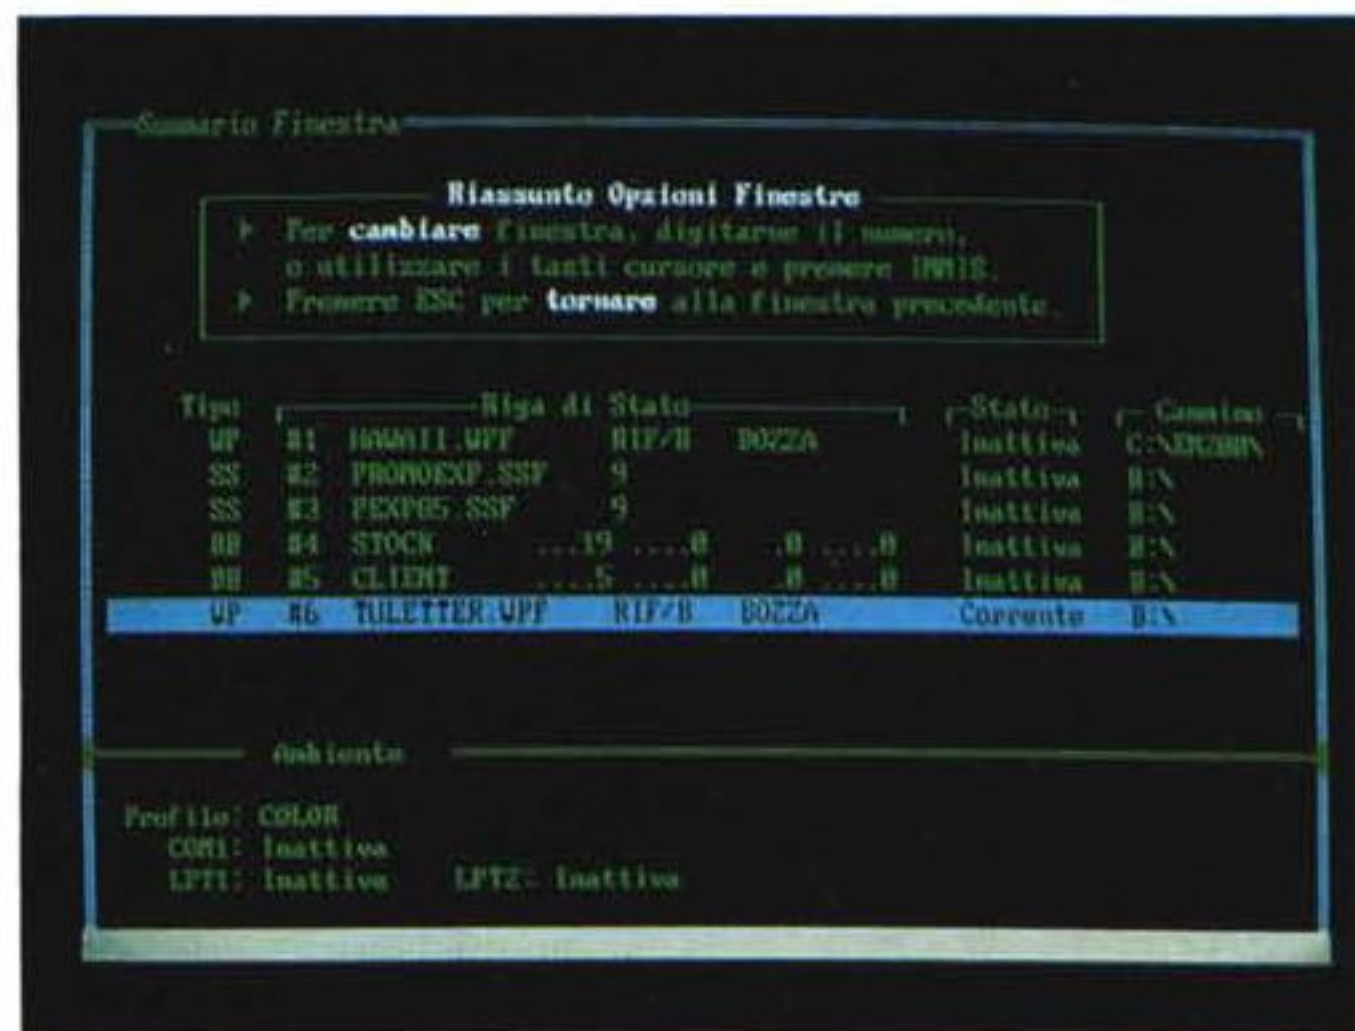 Sommario Finestra
Riassunto Opzioni Finestre
Per cambiare finestra, digitarne il numero,
o utilizzare i tasti cursore e premere IMMIS.
Premere ESC per tornare alla finestra precedente.
Tipo Riga di Stato Stato Cammino
WP #1 HAWAII.WPF RIF/B BOZZA Inattiva C:\
SS #2 PROMOEXP.SSF 9 Inattiva B:\
SS #3 PEXP85.SSF 9 Inattiva B:\
DB #4 STOCK ...19 ....0 .0 ....0 Inattiva B:\
DB #5 CLIENT ....5 ....0 .0 ....0 Inattiva B:\
WP #6 TULETTER.WPF RIF/B BOZZA Corrente B:\
Ambiente
Profilo: COLOR
COM1: Inattiva
LPT1: Inattiva LPT2: Inattiva